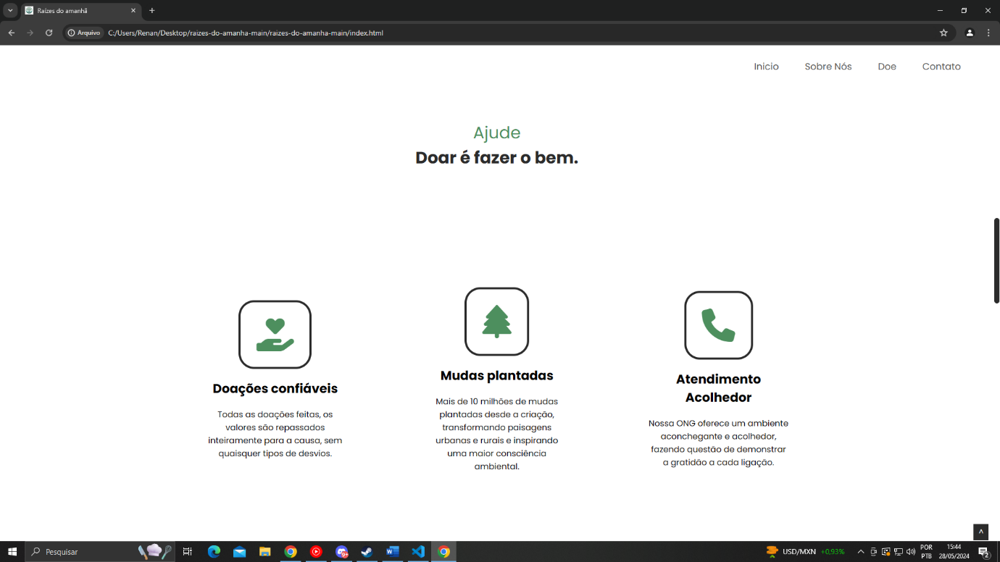 Raízes do amanhã
Arquivo C:/Users/Renan/Desktop/raizes-do-amanha-main/raizes-do-amanha-main/index.html
Inicio Sobre Nós Doe Contato
Ajude
Doar é fazer o bem.
Doações confiáveis
Todas as doações feitas, os
valores são repassados
inteiramente para a causa, sem
quaisquer tipos de desvios.
Mudas plantadas
Mais de 10 milhões de mudas
plantadas desde a criação,
transformando paisagens
urbanas e rurais e inspirando
uma maior consciência
ambiental.
Atendimento
Acolhedor
Nossa ONG oferece um ambiente
aconchegante e acolhedor,
fazendo questão de demonstrar
a gratidão a cada ligação.
Pesquisar
USD/MXN +0,93%
POR
PTB
15:44
28/05/2024
2